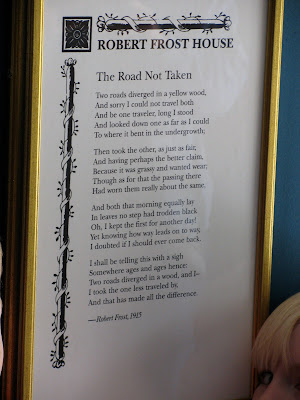 ROBERT FROST HOUSE
The Road Not Taken
Two roads diverged in a yellow wood,
And sorry I could not travel both
And be one traveler, long I stood
And looked down one as far as I could
To where it bent in the undergrowth;
Then took the other, as just as fair,
And having perhaps the better claim,
Because it was grassy and wanted wear;
Though as for that the passing there
Had worn them really about the same,
And both that morning equally lay
In leaves no step had trodden black
Oh, I kept the first for another day!
Yet knowing how way leads on to way,
I doubted if I should ever come back.
I shall be telling this with a sigh
Somewhere ages and ages hence:
Two roads diverged in a wood, and I—
I took the one less traveled by,
And that has made all the difference.
—Robert Frost, 1915